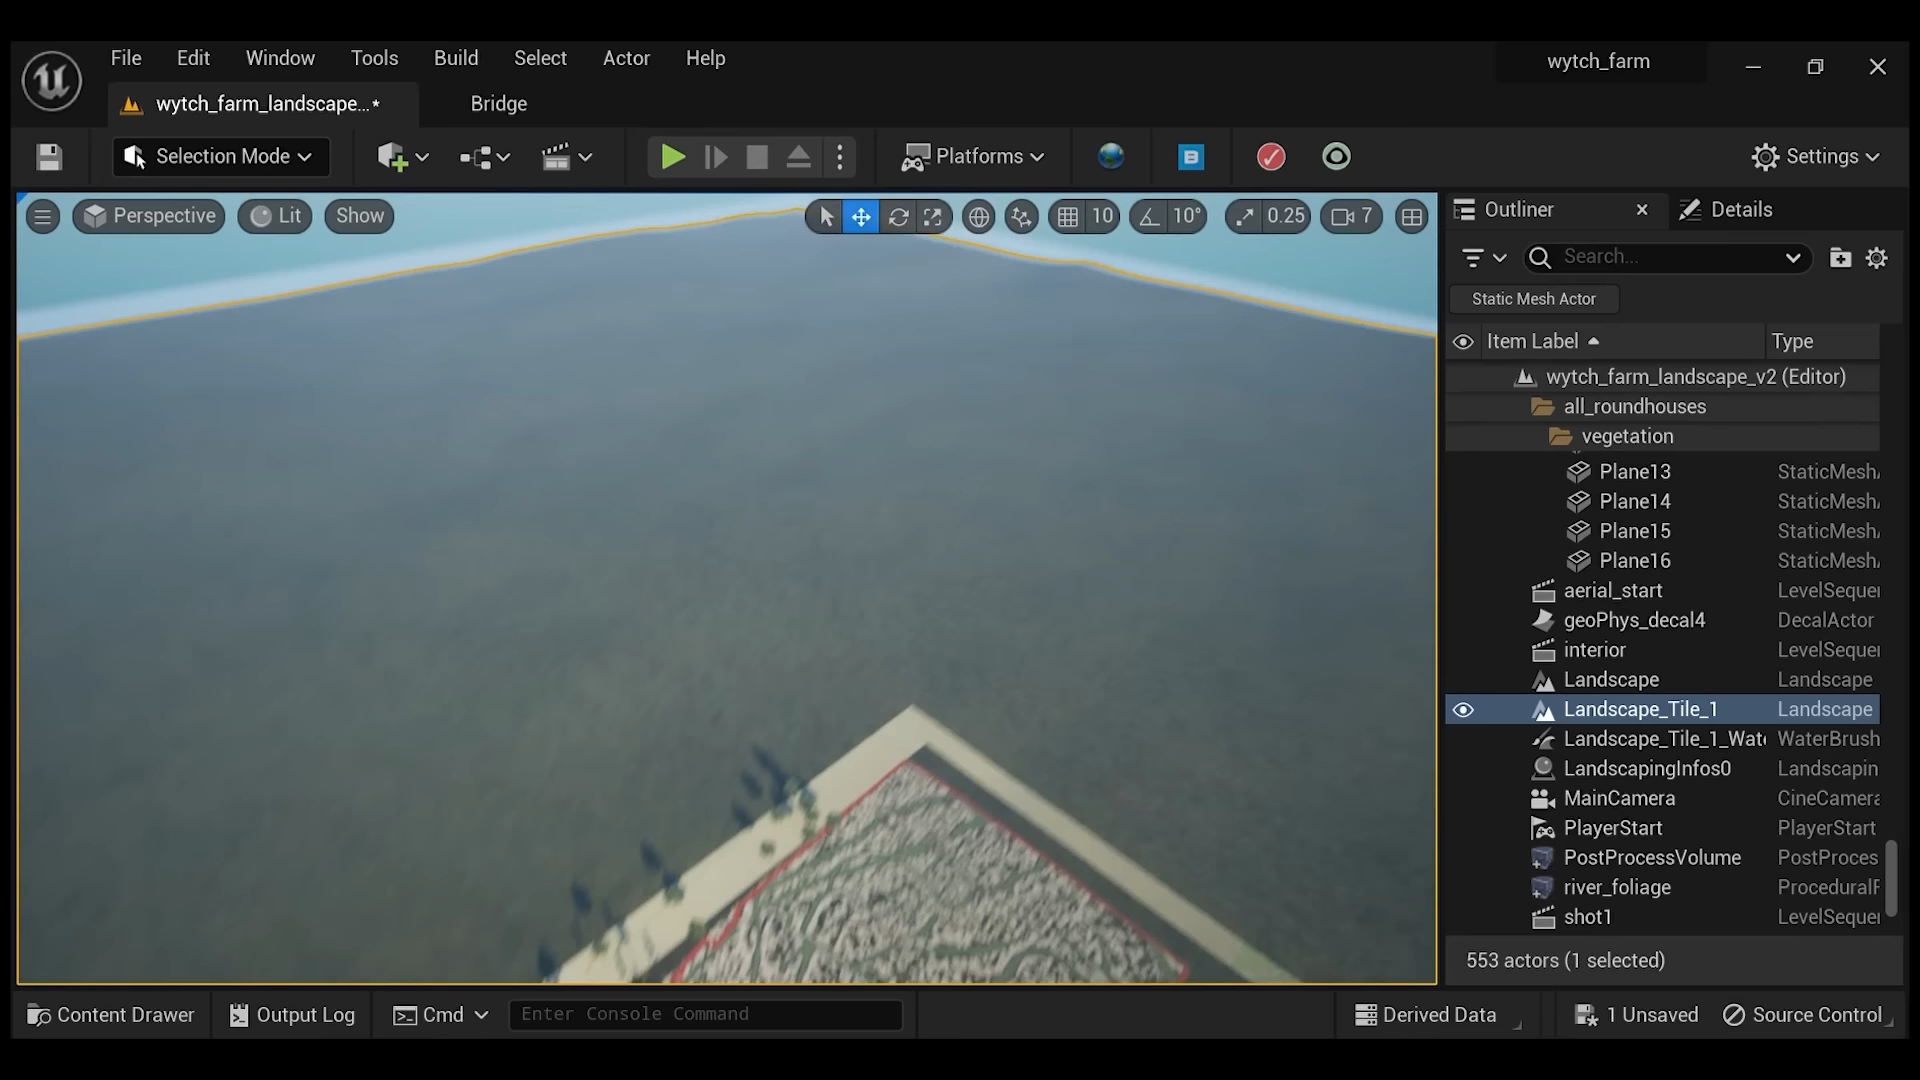 File Edit Window Tools Build Select Actor Help
wytch_farm
wytch_farm_landscape...*
Bridge
Selection Mode
Platforms
Settings
Perspective
Lit
Show
10
10°
0.25
7
Outliner
Details
Search...
Static Mesh Actor
Item Label
Type
wytch_farm_landscape_v2 (Editor)
all_roundhouses
vegetation
Plane13 StaticMesh
Plane14 StaticMesh
Plane15 StaticMesh
Plane16 StaticMesh
aerial_start LevelSeque
geoPhys_decal4 DecalActor
interior LevelSeque
Landscape Landscape
Landscape_Tile_1 Landscape
Landscape_Tile_1_Wat WaterBrush
LandscapingInfos0 Landscapin
MainCamera CineCamera
PlayerStart PlayerStart
PostProcessVolume PostProces
river_foliage Procedural
shot1 LevelSeque
553 actors (1 selected)
Content Drawer
Output Log
Cmd
Enter Console Command
Derived Data
1 Unsaved
Source Control